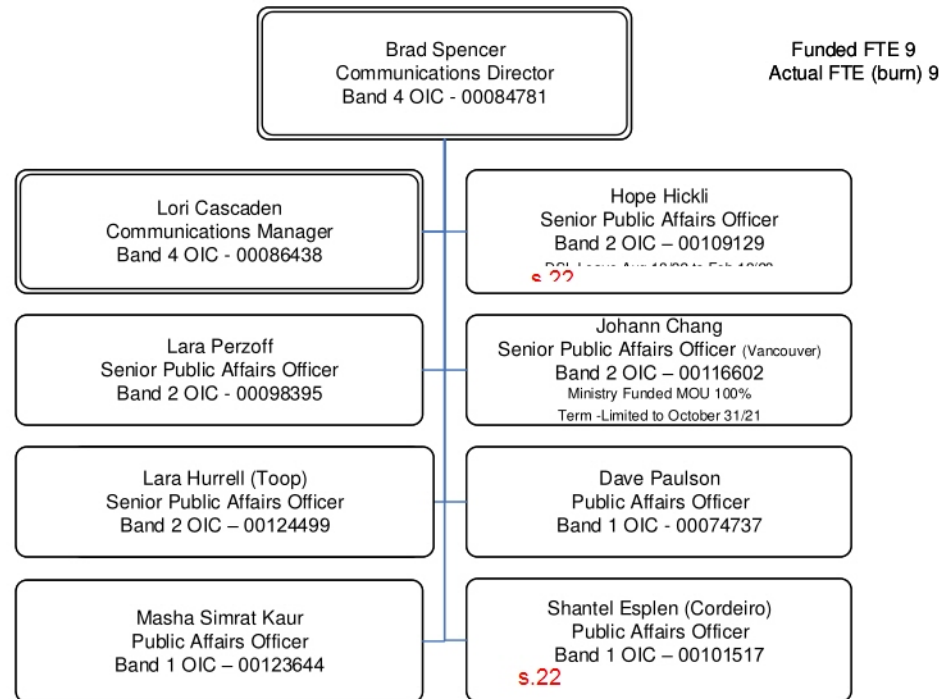 Brad Spencer
Communications Director
Band 4 OIC - 00084781
Funded FTE 9
Actual FTE (burn) 9
Lori Cascaden
Communications Manager
Band 4 OIC - 00086438
Hope Hickli
Senior Public Affairs Officer
Band 2 OIC – 00109129
s.22
Lara Perzoff
Senior Public Affairs Officer
Band 2 OIC - 00098395
Johann Chang
Senior Public Affairs Officer (Vancouver)
Band 2 OIC – 00116602
Ministry Funded MOU 100%
Term -Limited to October 31/21
Lara Hurrell (Toop)
Senior Public Affairs Officer
Band 2 OIC – 00124499
Dave Paulson
Public Affairs Officer
Band 1 OIC - 00074737
Masha Simrat Kaur
Public Affairs Officer
Band 1 OIC – 00123644
Shantel Esplen (Cordeiro)
Public Affairs Officer
Band 1 OIC – 00101517
s.22